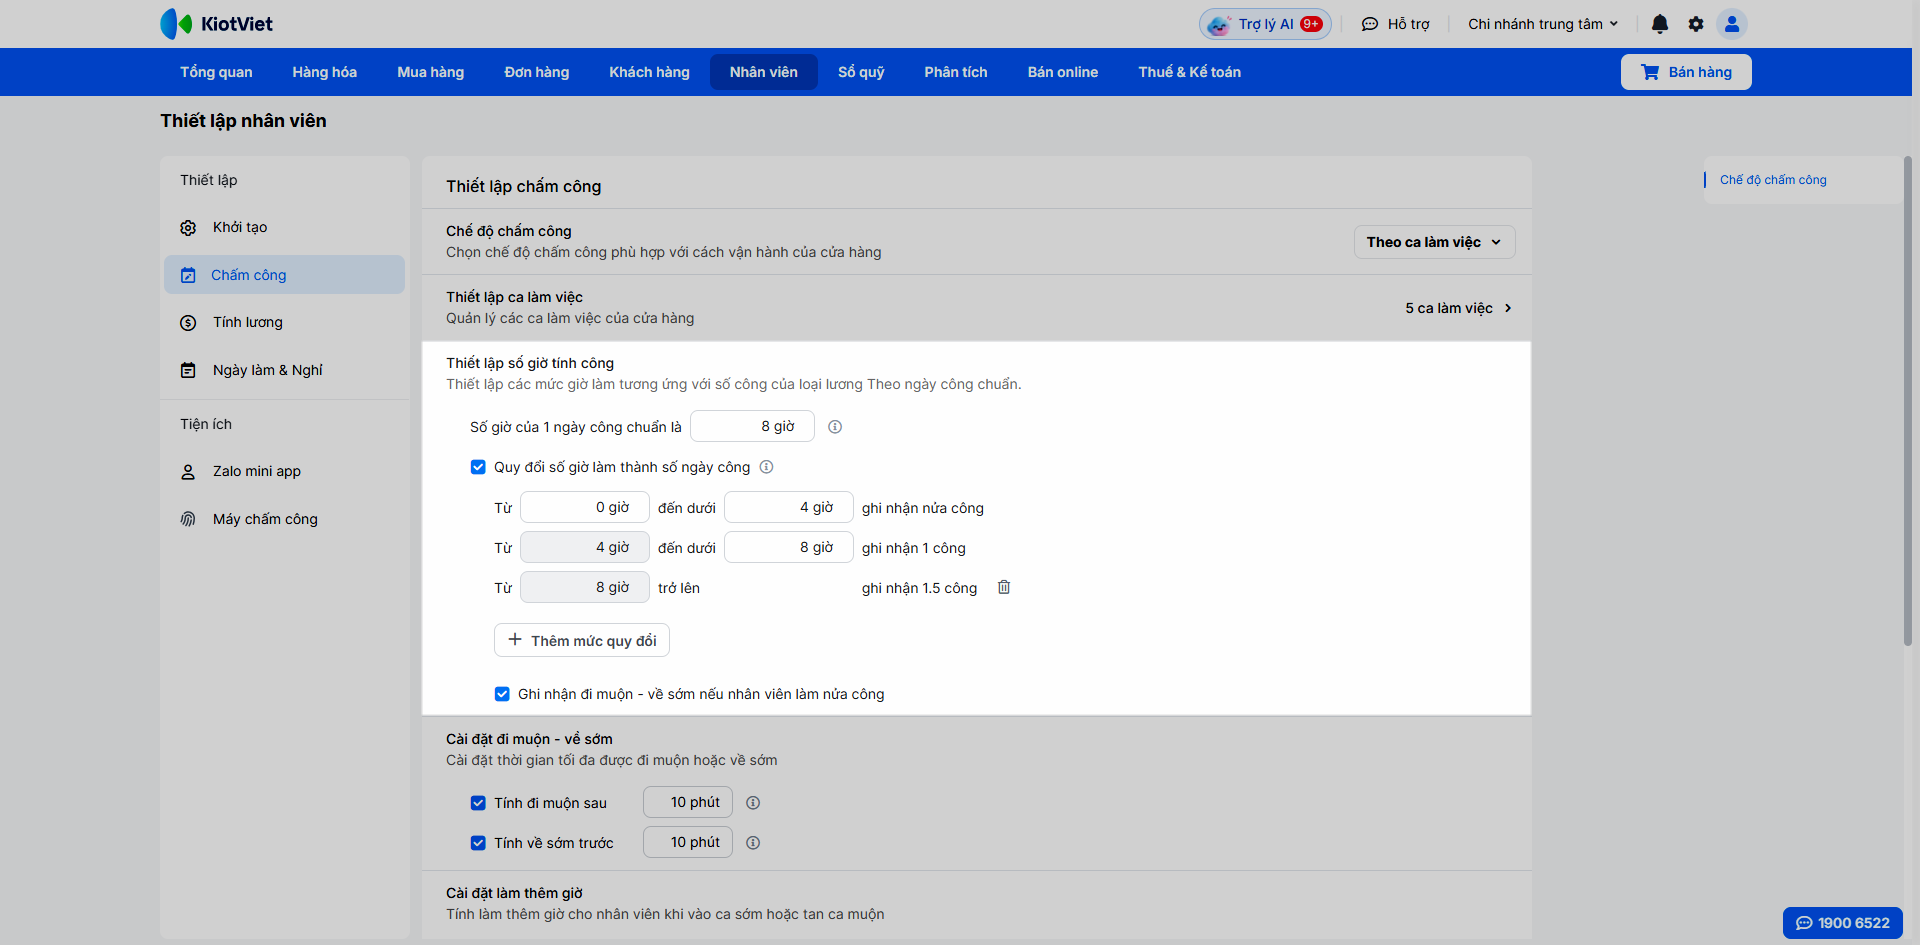 KiotViet
Trợ lý AI 9+
Hỗ trợ
Chi nhánh trung tâm
Tổng quan
Hàng hóa
Mua hàng
Đơn hàng
Khách hàng
Nhân viên
Sổ quỹ
Phân tích
Bán online
Thuế & Kế toán
Bán hàng
Thiết lập nhân viên
Thiết lập
Khởi tạo
Chấm công
Tính lương
Ngày làm & Nghỉ
Tiện ích
Zalo mini app
Máy chấm công
Thiết lập chấm công
Chế độ chấm công
Chọn chế độ chấm công phù hợp với cách vận hành của cửa hàng
Theo ca làm việc
Thiết lập ca làm việc
Quản lý các ca làm việc của cửa hàng
5 ca làm việc
Thiết lập số giờ tính công
Thiết lập các mức giờ làm tương ứng với số công của loại lương Theo ngày công chuẩn.
Số giờ của 1 ngày công chuẩn là 8 giờ
Quy đổi số giờ làm thành số ngày công
Từ 0 giờ đến dưới 4 giờ ghi nhận nửa công
Từ 4 giờ đến dưới 8 giờ ghi nhận 1 công
Từ 8 giờ trở lên ghi nhận 1.5 công
Thêm mức quy đổi
Ghi nhận đi muộn - về sớm nếu nhân viên làm nửa công
Cài đặt đi muộn - về sớm
Cài đặt thời gian tối đa được đi muộn hoặc về sớm
Tính đi muộn sau 10 phút
Tính về sớm trước 10 phút
Cài đặt làm thêm giờ
Tính làm thêm giờ cho nhân viên khi vào ca sớm hoặc tan ca muộn
Chế độ chấm công
1900 6522